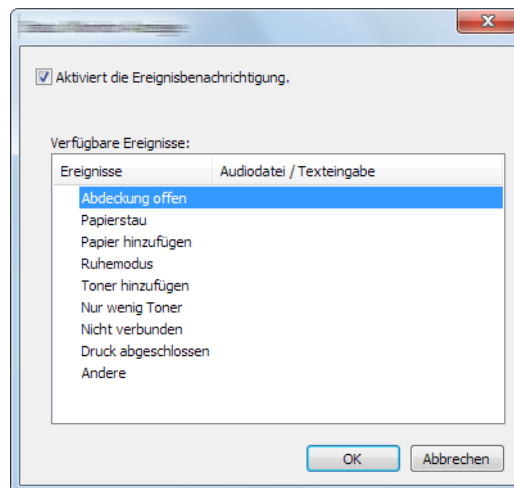 Aktiviert die Ereignisbenachrichtigung.
Verfügbare Ereignisse:
Ereignisse Audiodatei / Texteingabe
Abdeckung offen
Papierstau
Papier hinzufügen
Ruhemodus
Toner hinzufügen
Nur wenig Toner
Nicht verbunden
Druck abgeschlossen
Andere
OK Abbrechen